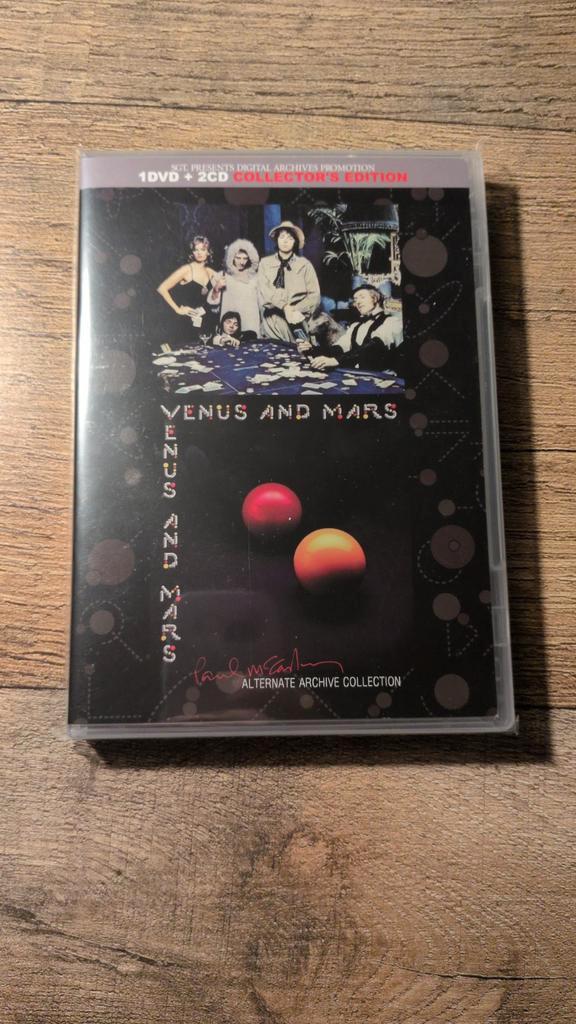 SGT. PRESENTS DIGITAL ARCHIVES PROMOTION
1DVD + 2CD COLLECTOR'S EDITION
VENUS AND MARS
VENUS AND MARS
Paul McCartney
ALTERNATE ARCHIVE COLLECTION